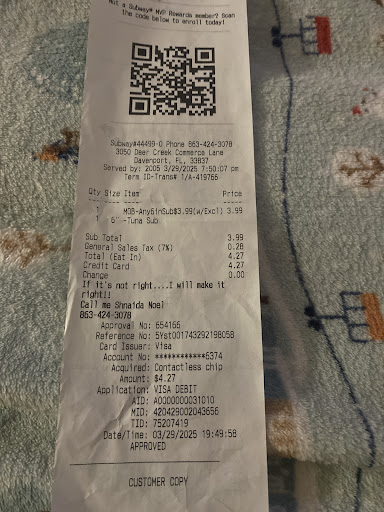 Not a Subway® MVP Rewards member? Scan
the code below to enroll today!
Subway#44499-0 Phone 863-424-3078
3050 Deer Creek Commerce Lane
Davenport, FL, 33837
Served by: 2005 3/29/2025 7:50:07 pm
Term ID-Trans# 1/A-419755
Qty Size Item Price
1 MOB-Any6inSub$3.99(w/Excl) 3.99
1 6" -Tuna Sub
Sub Total 3.99
General Sales Tax (7%) 0.28
Total (Eat In) 4.27
Credit Card 4.27
Change 0.00
If it's not right....I will make it
right!!
Call me Shnaida Noel
863-424-3078
Approval No: 654166
Reference No: 5Yst001743292198058
Card Issuer: Visa
Account No: ************6374
Acquired: Contactless chip
Amount: $4.27
Application: VISA DEBIT
AID: A0000000031010
MID: 420429002043656
TID: 75207419
Date/Time: 03/29/2025 19:49:58
APPROVED
CUSTOMER COPY